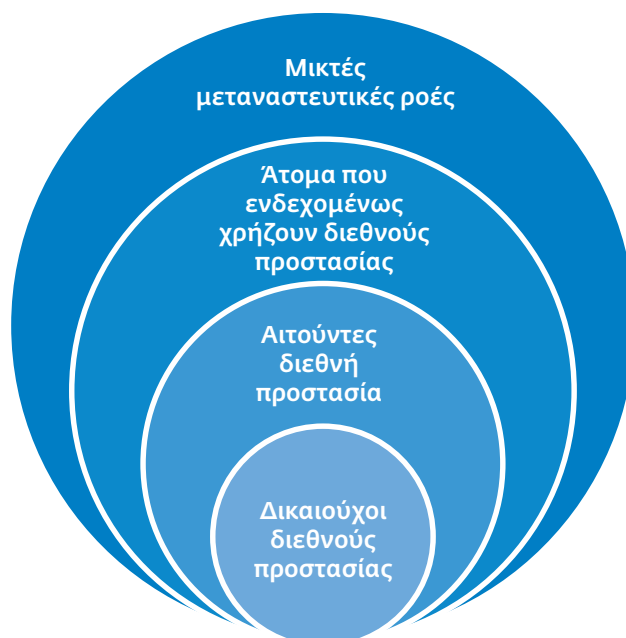 Μικτές
μεταναστευτικές ροές
Άτομα που
ενδεχομένως
χρήζουν διεθνούς
προστασίας
Αιτούντες
διεθνή
προστασία
Δικαιούχοι
διεθνούς
προστασίας